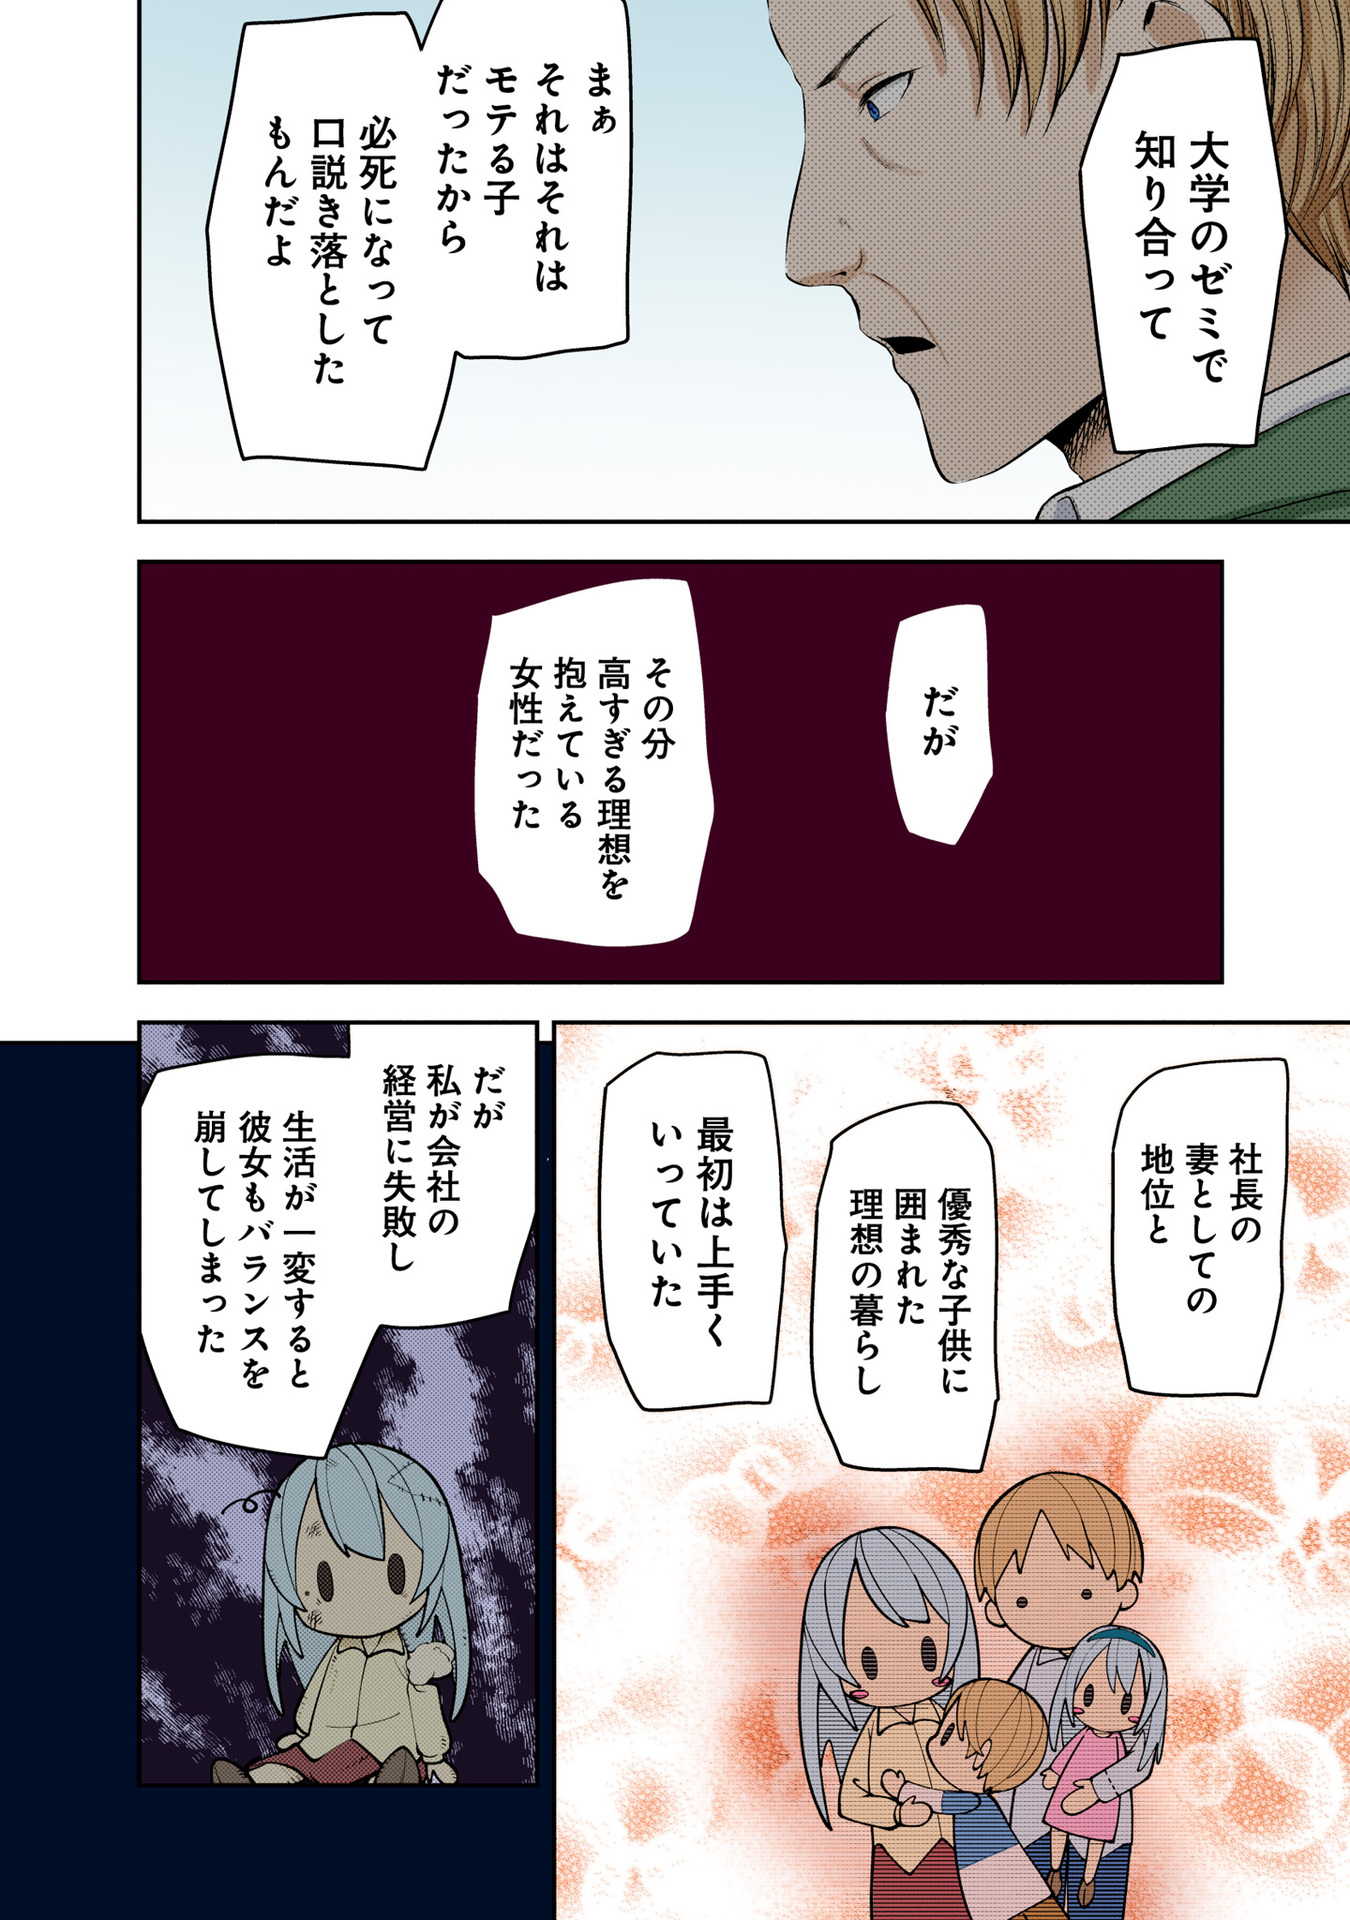 大学のゼミで
知り合って
まぁ
それはそれは
モテる子
だったから
必死になって
口説き落とした
もんだよ
だが
その分
高すぎる理想を
抱えている
女性だった
社長の
妻としての
地位と
優秀な子供に
囲まれた
理想の暮らし
最初は上手く
いっていた
だが
私が会社の
経営に失敗し
生活が一変すると
彼女もバランスを
崩してしまった